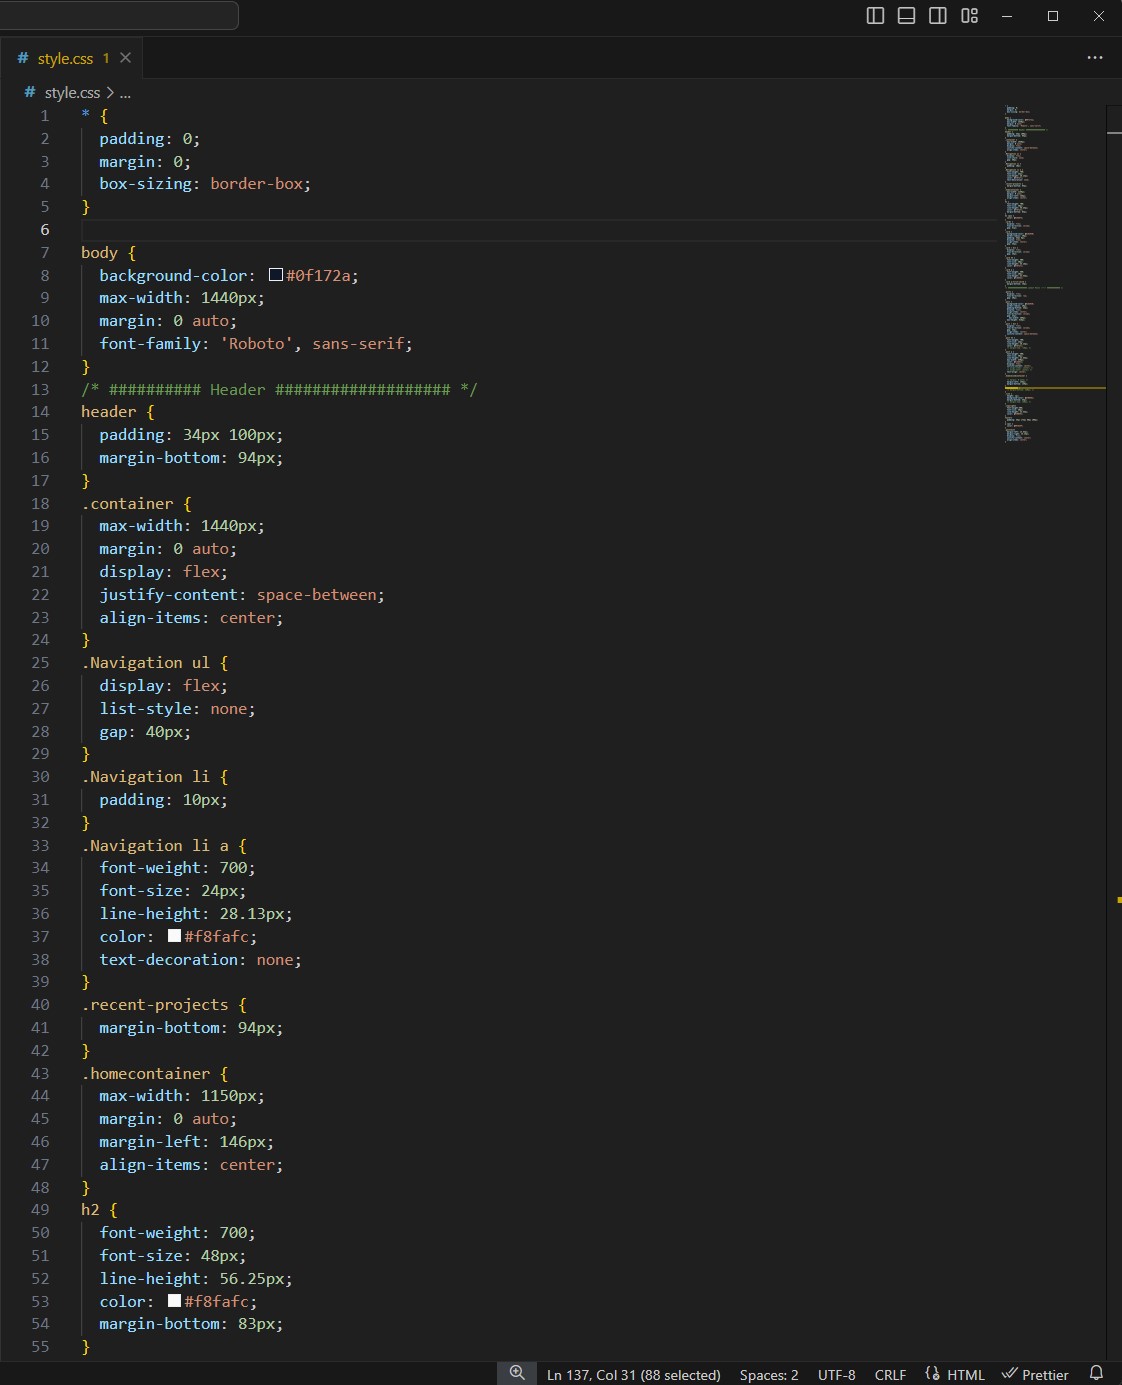 # style.css 1
# style.css > ...
1 * {
2 padding: 0;
3 margin: 0;
4 box-sizing: border-box;
5 }
6
7 body {
8 background-color: #0f172a;
9 max-width: 1440px;
10 margin: 0 auto;
11 font-family: 'Roboto', sans-serif;
12 }
13 /* ########## Header ################### */
14 header {
15 padding: 34px 100px;
16 margin-bottom: 94px;
17 }
18 .container {
19 max-width: 1440px;
20 margin: 0 auto;
21 display: flex;
22 justify-content: space-between;
23 align-items: center;
24 }
25 .Navigation ul {
26 display: flex;
27 list-style: none;
28 gap: 40px;
29 }
30 .Navigation li {
31 padding: 10px;
32 }
33 .Navigation li a {
34 font-weight: 700;
35 font-size: 24px;
36 line-height: 28.13px;
37 color: #f8fafc;
38 text-decoration: none;
39 }
40 .recent-projects {
41 margin-bottom: 94px;
42 }
43 .homecontainer {
44 max-width: 1150px;
45 margin: 0 auto;
46 margin-left: 146px;
47 align-items: center;
48 }
49 h2 {
50 font-weight: 700;
51 font-size: 48px;
52 line-height: 56.25px;
53 color: #f8fafc;
54 margin-bottom: 83px;
55 }
Ln 137, Col 31 (88 selected) Spaces: 2 UTF-8 CRLF HTML Prettier